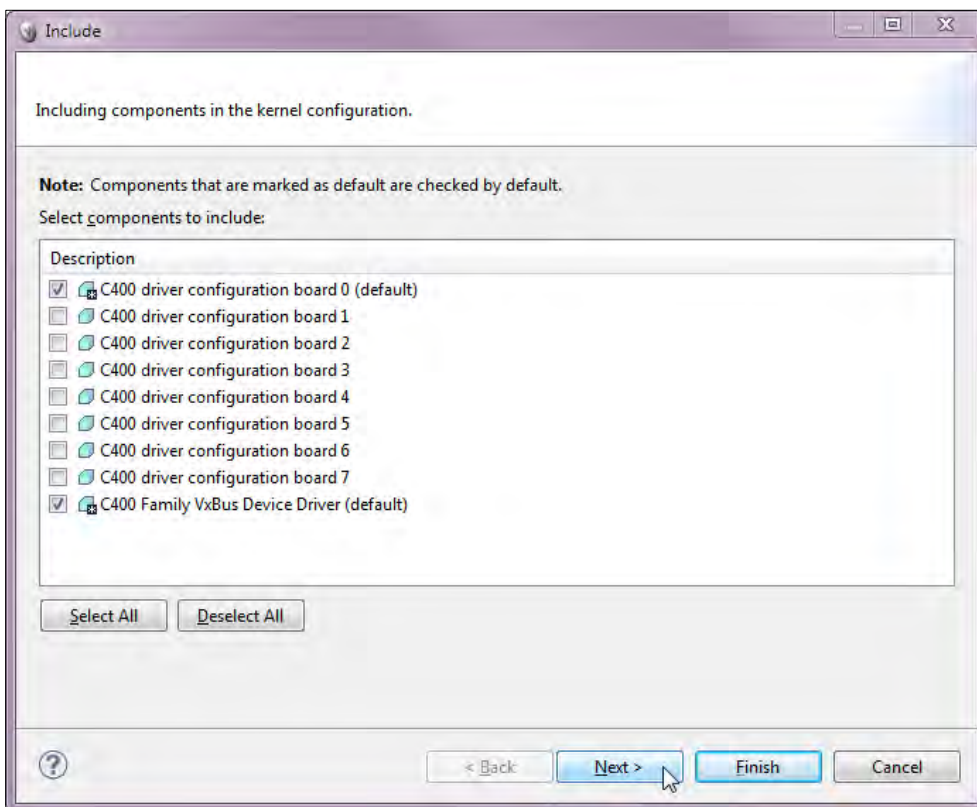 Include
Including components in the kernel configuration.
Note: Components that are marked as default are checked by default.
Select components to include:
Description
C400 driver configuration board 0 (default)
C400 driver configuration board 1
C400 driver configuration board 2
C400 driver configuration board 3
C400 driver configuration board 4
C400 driver configuration board 5
C400 driver configuration board 6
C400 driver configuration board 7
C400 Family VxBus Device Driver (default)
Select All Deselect All
? < Back Next > Finish Cancel